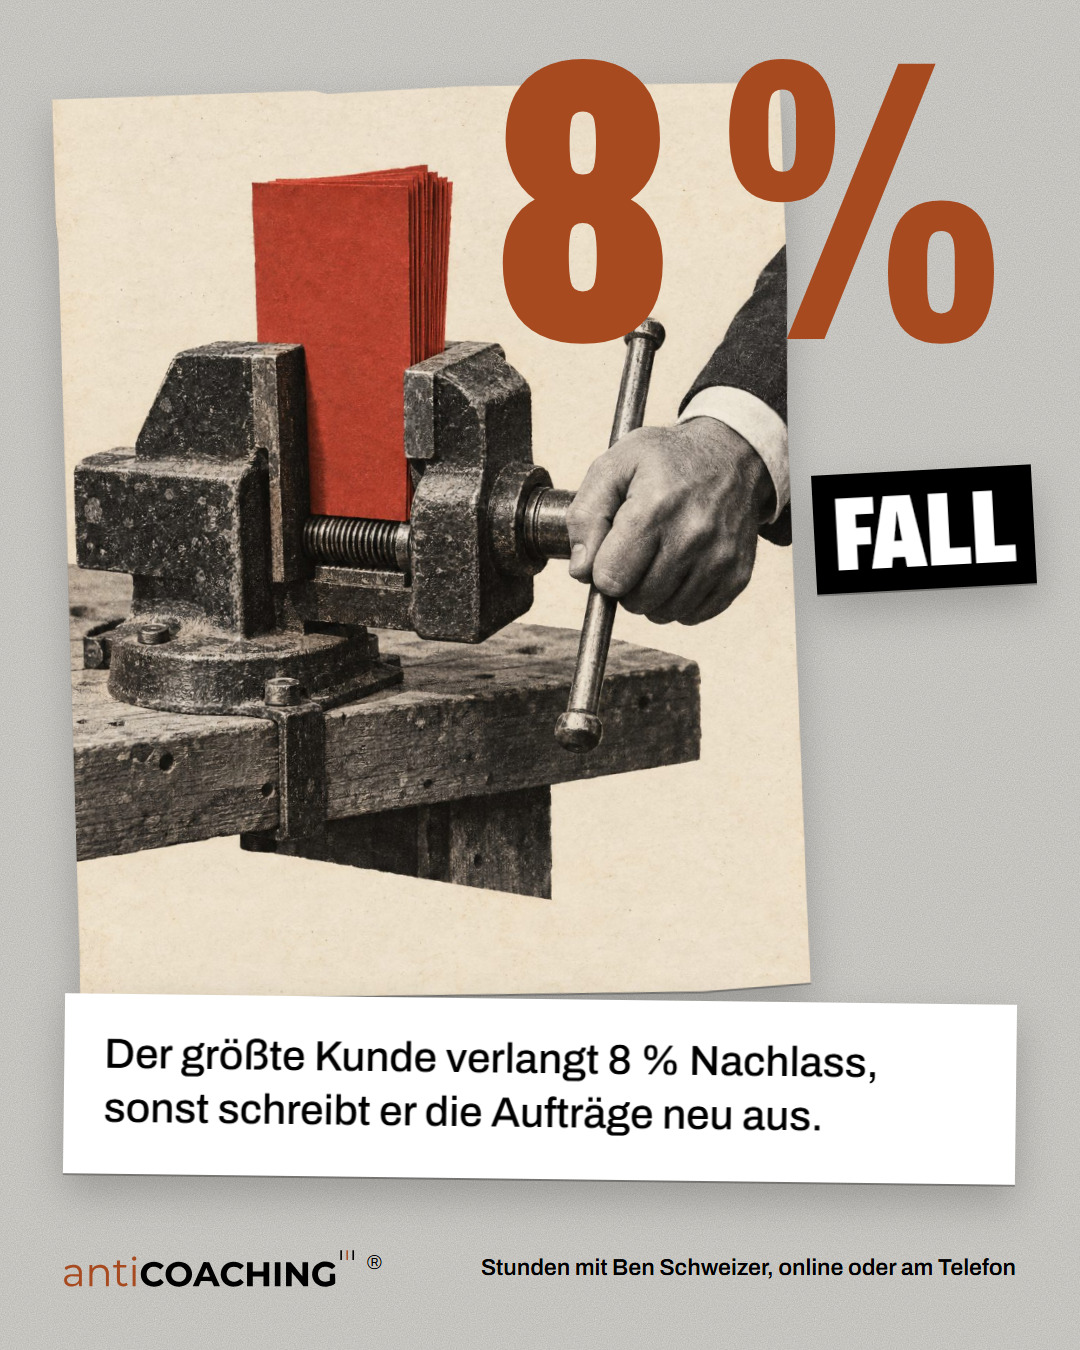 8 %
FALL
Der größte Kunde verlangt 8 % Nachlass,
sonst schreibt er die Aufträge neu aus.
antiCOACHING ®
Stunden mit Ben Schweizer, online oder am Telefon